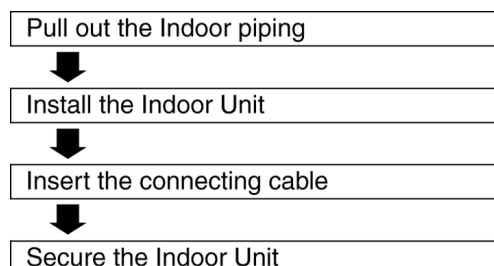 Pull out the Indoor piping
Install the Indoor Unit
Insert the connecting cable
Secure the Indoor Unit